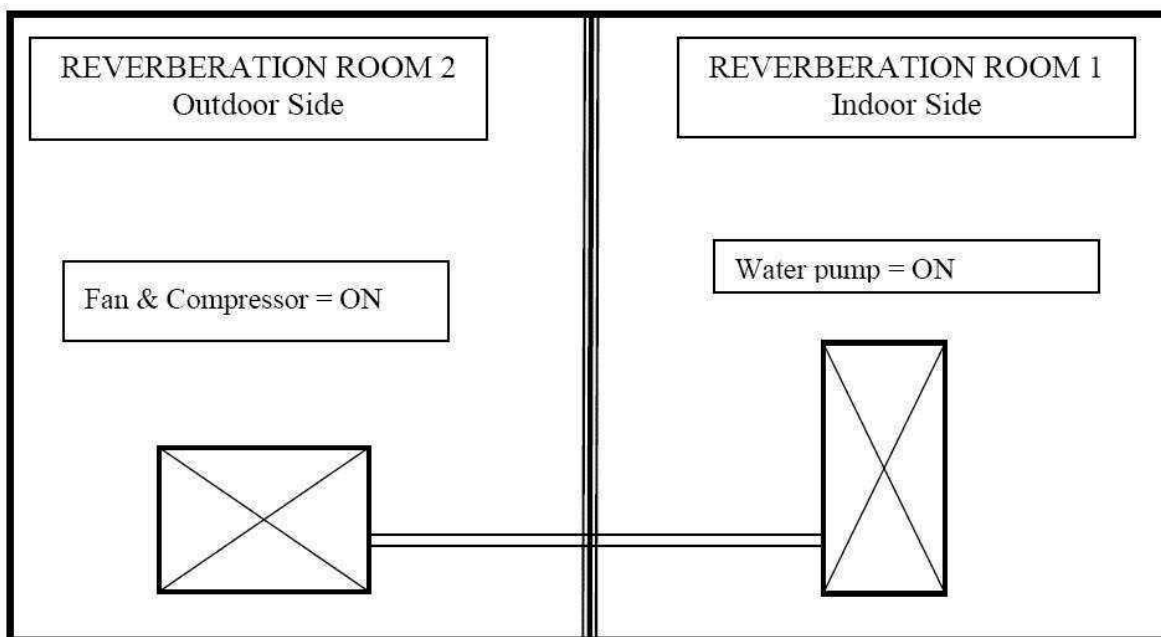 REVERBERATION ROOM 2
Outdoor Side
REVERBERATION ROOM 1
Indoor Side
Fan & Compressor = ON
Water pump = ON